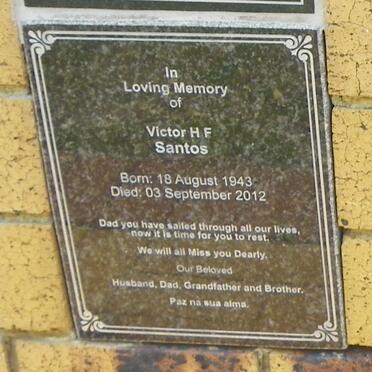 In
Loving Memory
of
Victor H F
Santos
Born: 18 August 1943
Died: 03 September 2012
Dad you have sailed through all our lives,
now it is time for you to rest.
We will all Miss you Dearly.
Our Beloved
Husband, Dad, Grandfather and Brother.
Paz na sua alma.